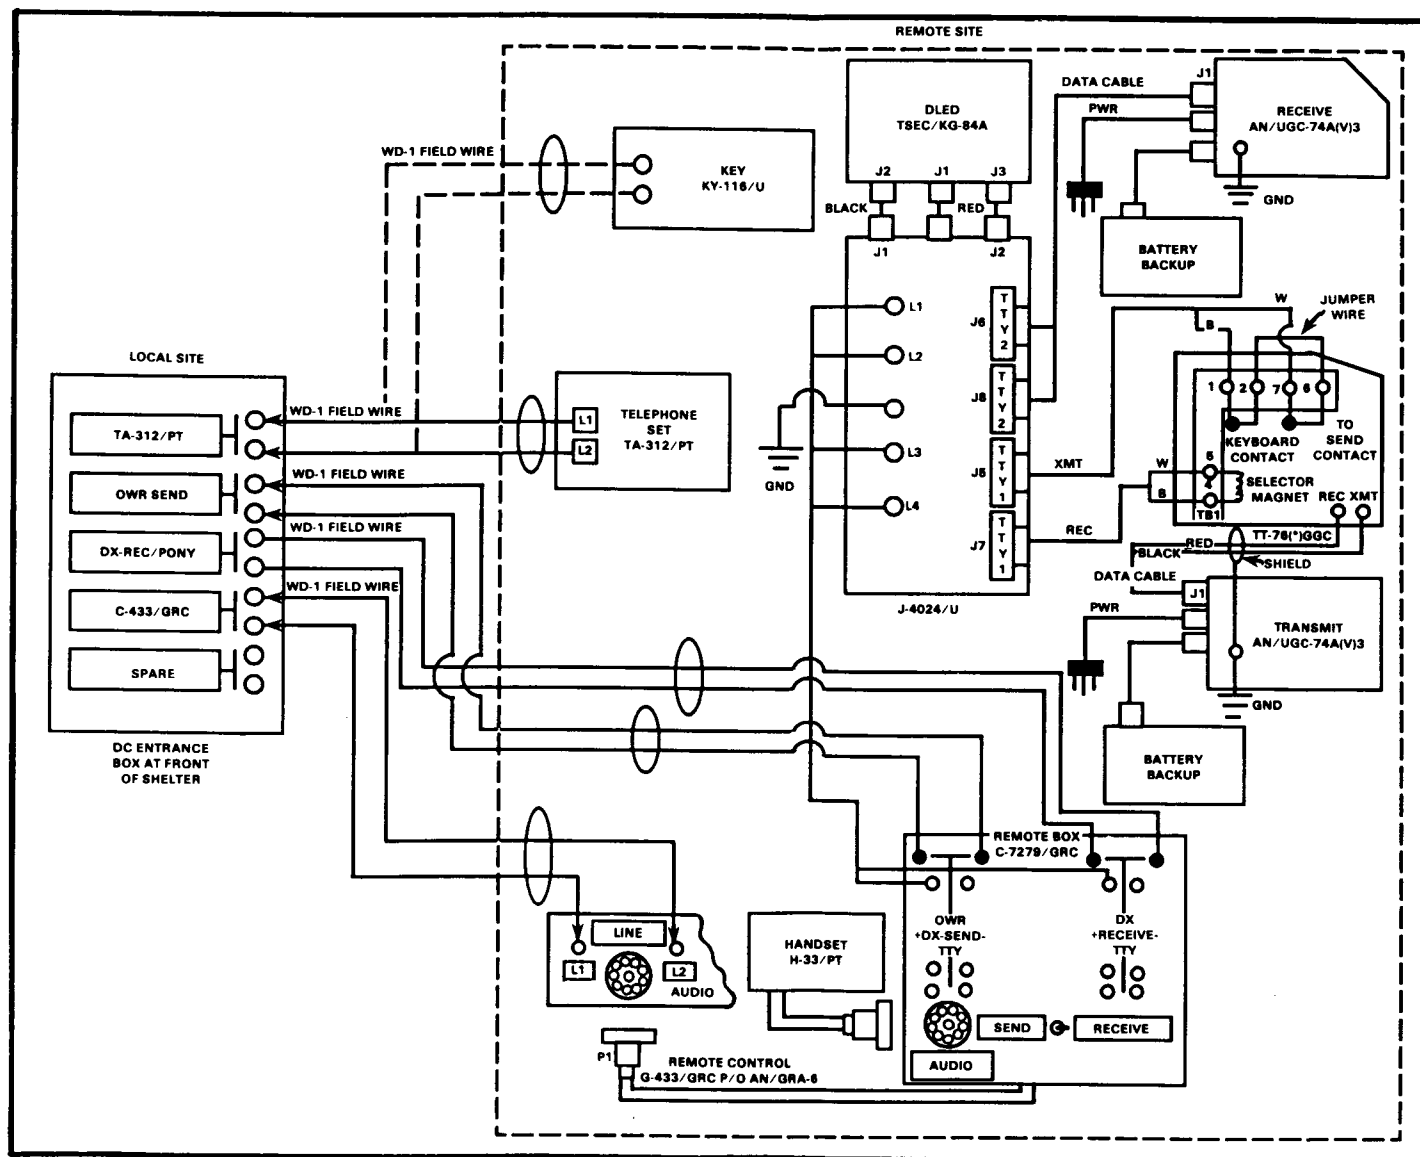 REMOTE SITE
DLED
TSEC/KG-84A
J2
J1
J3
BLACK
RED
J1
J2
DATA CABLE
J1
PWR
RECEIVE
AN/UGC-74A(V)3
GND
BATTERY
BACKUP
WD-1 FIELD WIRE
KEY
KY-116/U
LOCAL SITE
TA-312/PT
OWR SEND
DX-REC/PONY
C-433/GRC
SPARE
DC ENTRANCE
BOX AT FRONT
OF SHELTER
WD-1 FIELD WIRE
WD-1 FIELD WIRE
WD-1 FIELD WIRE
WD-1 FIELD WIRE
L1
L2
TELEPHONE
SET
TA-312/PT
GND
L1
L2
L3
L4
J6
TTY2
J8
TTY2
J5
TTY1
J7
TTY1
J-4024/U
XMT
REC
W
B
JUMPER
WIRE
1
2
7
6
KEYBOARD
CONTACT
TO
SEND
CONTACT
W
B
5
4
TB1
SELECTOR
MAGNET
REC XMT
TT-76(*)GGC
RED
BLACK
SHIELD
DATA CABLE
J1
PWR
TRANSMIT
AN/UGC-74A(V)3
GND
BATTERY
BACKUP
REMOTE BOX
C-7279/GRC
OWR
+DX-SEND-
TTY
DX
+RECEIVE-
TTY
SEND
RECEIVE
AUDIO
LINE
L1
L2
AUDIO
HANDSET
H-33/PT
P1
REMOTE CONTROL
G-433/GRC P/O AN/GRA-6